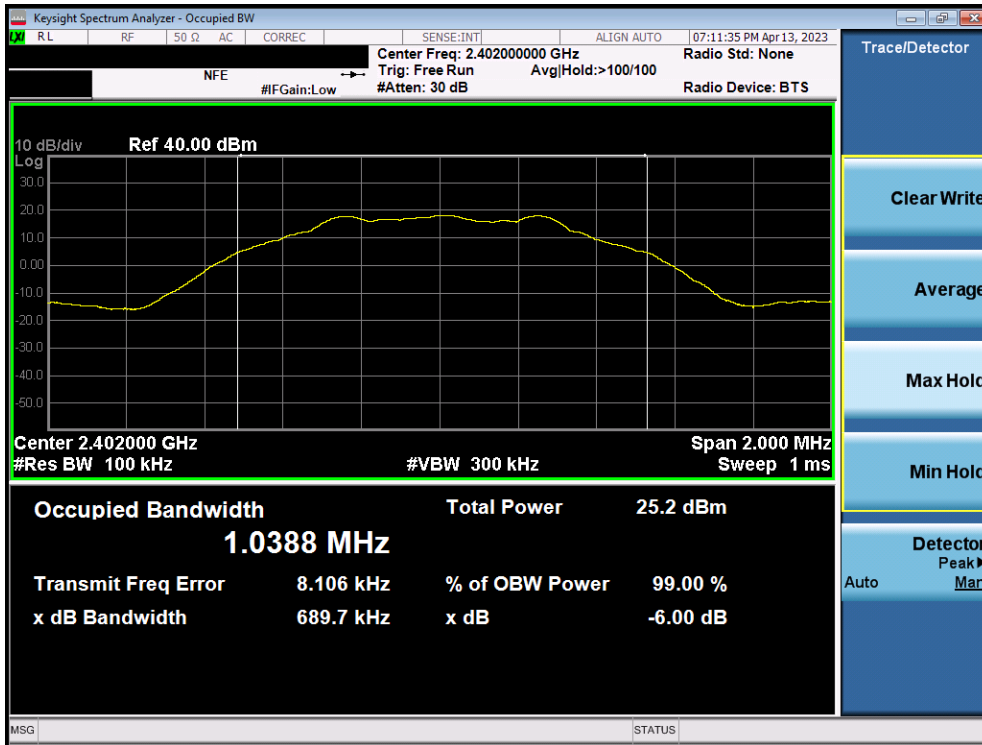 Keysight Spectrum Analyzer - Occupied BW
LXI RL RF 50 Ω AC CORREC SENSE:INT ALIGN AUTO 07:11:35 PM Apr 13, 2023
Center Freq: 2.402000000 GHz Radio Std: None
NFE Trig: Free Run Avg|Hold:>100/100
#IFGain:Low #Atten: 30 dB Radio Device: BTS
Trace/Detector
10 dB/div Ref 40.00 dBm
Log
30.0
20.0
10.0
0.00
-10.0
-20.0
-30.0
-40.0
-50.0
Center 2.402000 GHz Span 2.000 MHz
#Res BW 100 kHz #VBW 300 kHz Sweep 1 ms
Occupied Bandwidth Total Power 25.2 dBm
1.0388 MHz
Transmit Freq Error 8.106 kHz % of OBW Power 99.00 %
x dB Bandwidth 689.7 kHz x dB -6.00 dB
Clear Write
Average
Max Hold
Min Hold
Detector
Peak
Auto Man
MSG STATUS